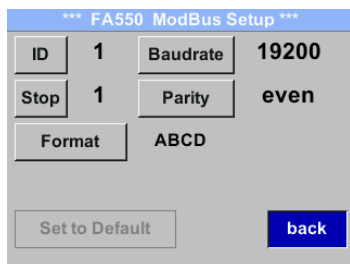 *** FA550 ModBus Setup ***
ID 1 Baudrate 19200
Stop 1 Parity even
Format ABCD
Set to Default back